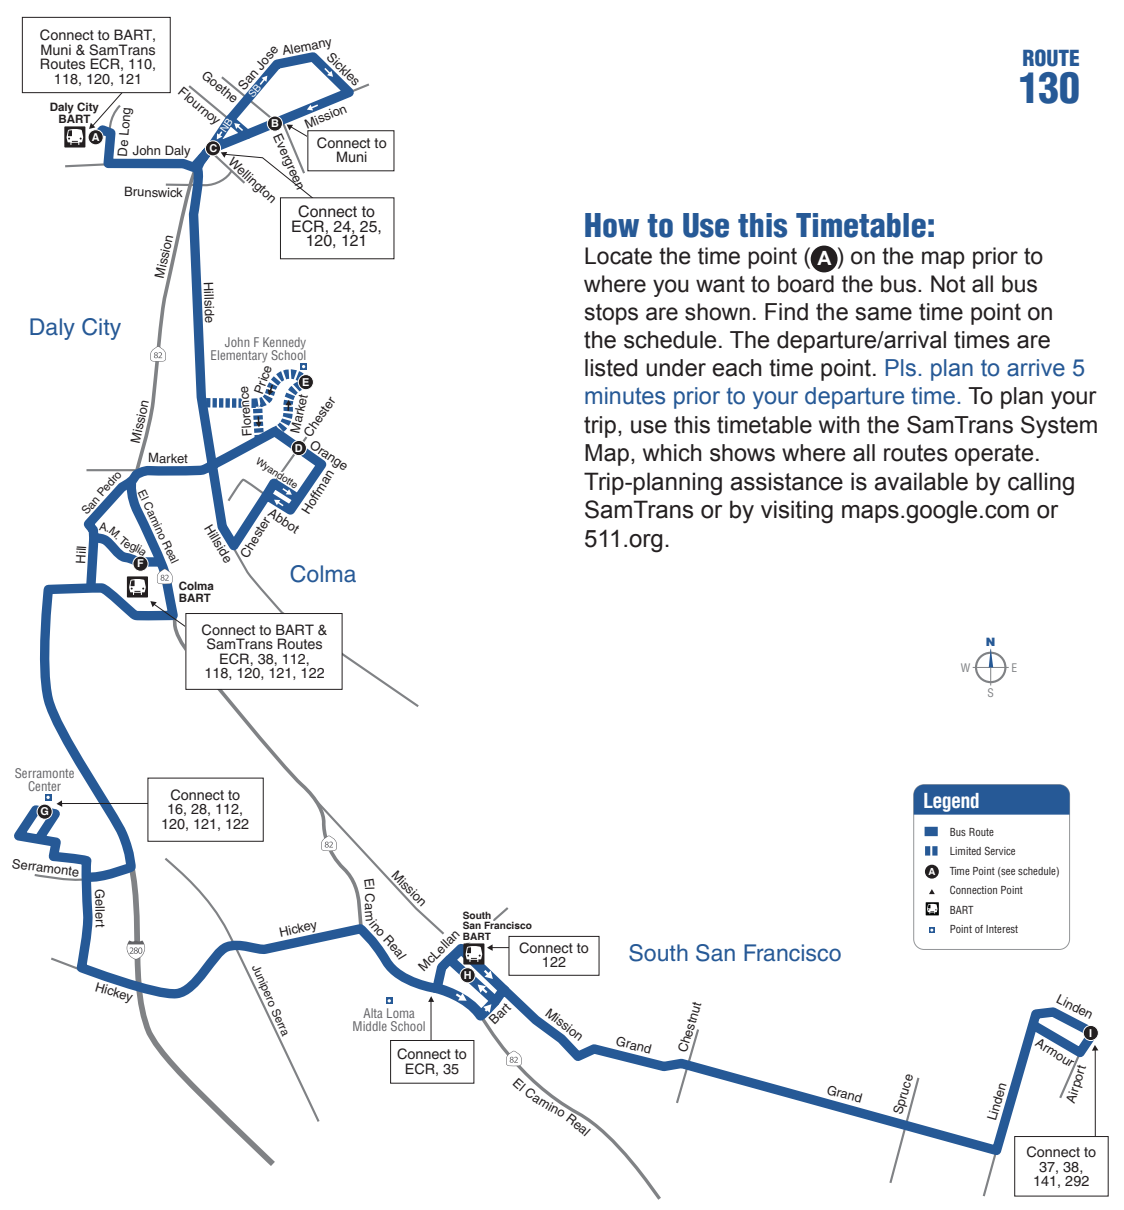 Connect to BART,
Muni & SamTrans
Routes ECR, 110,
118, 120, 121
ROUTE
130
Alemany
San Jose
Sickles
Goethe
SB
Flournoy
NB
Mission
Daly City
BART
A
De Long
B
Evergreen
Connect to
Muni
C
John Daly
Wellington
Brunswick
Connect to
ECR, 24, 25,
120, 121
Mission
How to Use this Timetable:
Locate the time point (A) on the map prior to
where you want to board the bus. Not all bus
stops are shown. Find the same time point on
the schedule. The departure/arrival times are
listed under each time point. Pls. plan to arrive 5
minutes prior to your departure time. To plan your
trip, use this timetable with the SamTrans System
Map, which shows where all routes operate.
Trip-planning assistance is available by calling
SamTrans or by visiting maps.google.com or
511.org.
Hillside
Daly City
82
John F Kennedy
Elementary School
Price
E
Florence
Market
Chester
Mission
D
Orange
Market
Wyandotte
Hoffman
San Pedro
El Camino Real
Abbot
Chester
Hillside
A.M. Teglia
Hill
F
82
Colma
BART
Colma
Connect to BART &
SamTrans Routes
ECR, 38, 112,
118, 120, 121, 122
N
W
E
S
Serramonte
Center
G
Connect to
16, 28, 112,
120, 121, 122
Serramonte
82
Mission
Gellert
El Camino Real
Legend
Bus Route
Limited Service
A Time Point (see schedule)
Connection Point
BART
Point of Interest
Hickey
280
Hickey
Junipero Serra
McLellan
South
San Francisco
BART
H
Connect to
122
South San Francisco
Alta Loma
Middle School
Bart
Connect to
ECR, 35
82
El Camino Real
Mission
Grand
Chestnut
Grand
Spruce
Linden
Linden
I
Armour
Airport
Connect to
37, 38,
141, 292